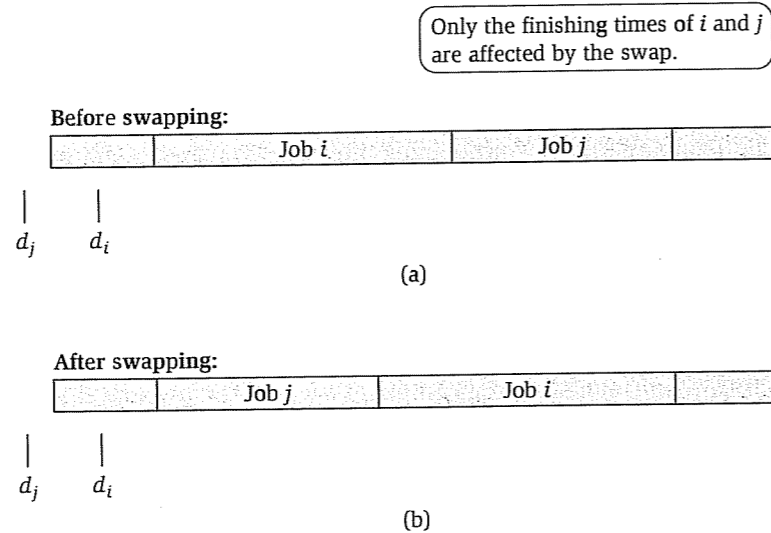 Only the finishing times of i and j
are affected by the swap.
Before swapping:
Job i Job j
d_j d_i
(a)
After swapping:
Job j Job i
d_j d_i
(b)